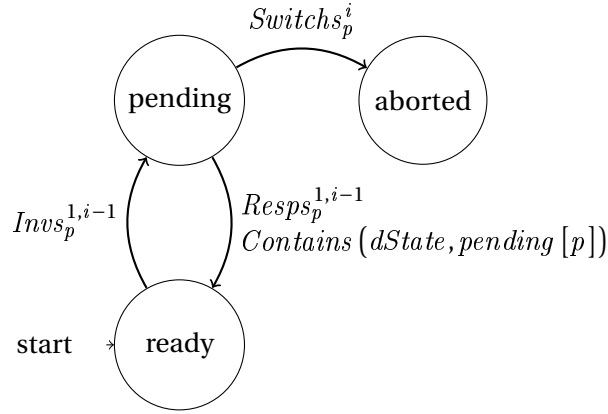 Switchs_p^i
pending
aborted
Invs_p^{1,i−1}
Resps_p^{1,i−1}
Contains (dState, pending [p])
start
ready